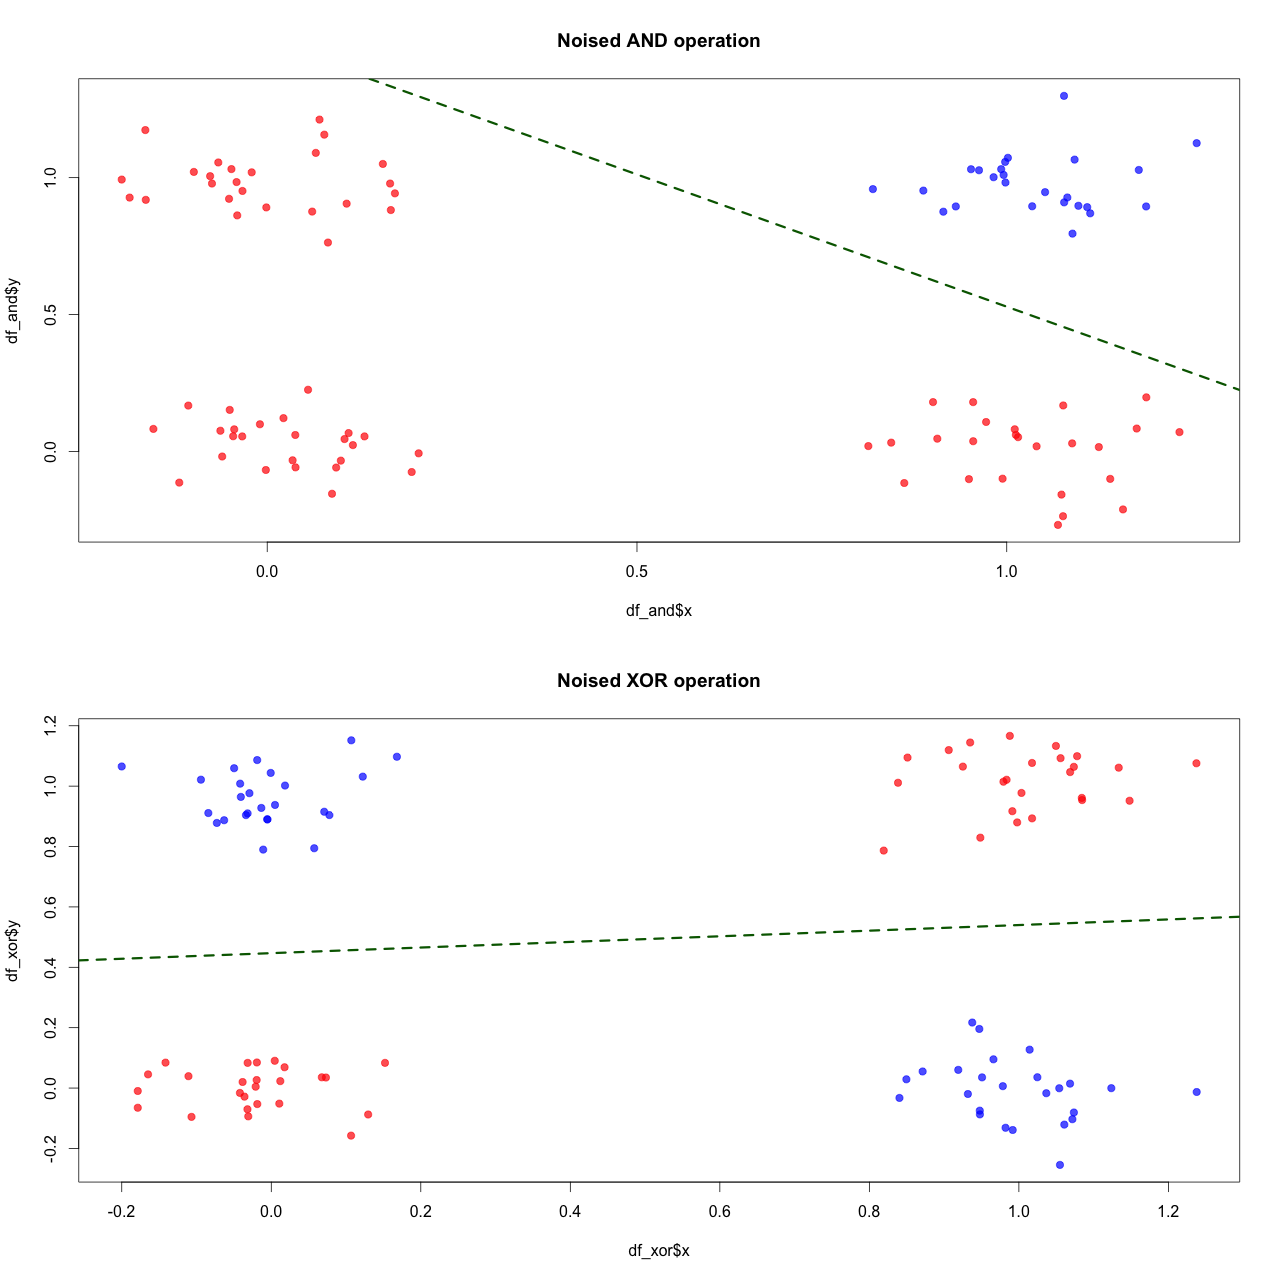 Noised AND operation
df_and$y
1.0
0.5
0.0
0.0 0.5 1.0
df_and$x
Noised XOR operation
df_xor$y
1.2
1.0
0.8
0.6
0.4
0.2
0.0
-0.2
-0.2 0.0 0.2 0.4 0.6 0.8 1.0 1.2
df_xor$x